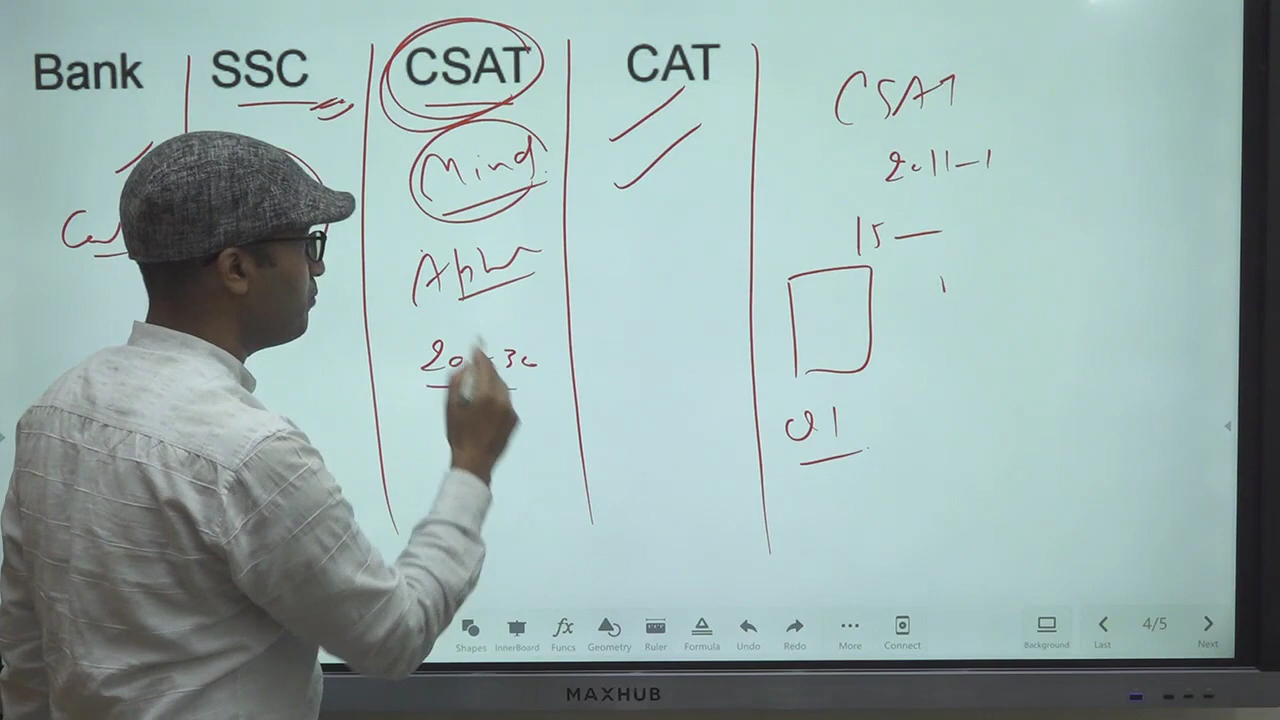 Bank SSC CSAT CAT
CSAT
Mind
2011-1
15 —
20 - 30
Shapes InnerBoard Funcs Geometry Ruler Formula Undo Redo More Connect Background Last 4/5 Next
MAXHUB